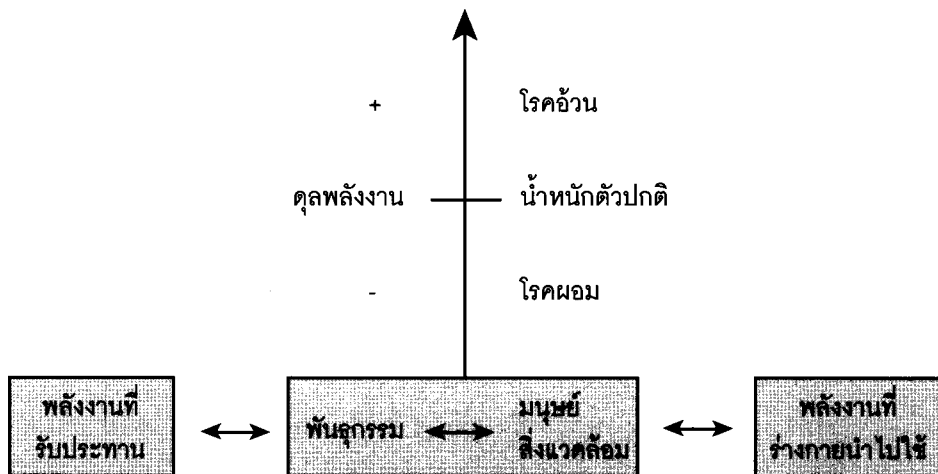 + โรคอ้วน
ดุลพลังงาน น้ำหนักตัวปกติ
- โรคผอม
พลังงานที่
รับประทาน
พันธุกรรม
มนุษย์
สิ่งแวดล้อม
พลังงานที่
ร่างกายนำไปใช้